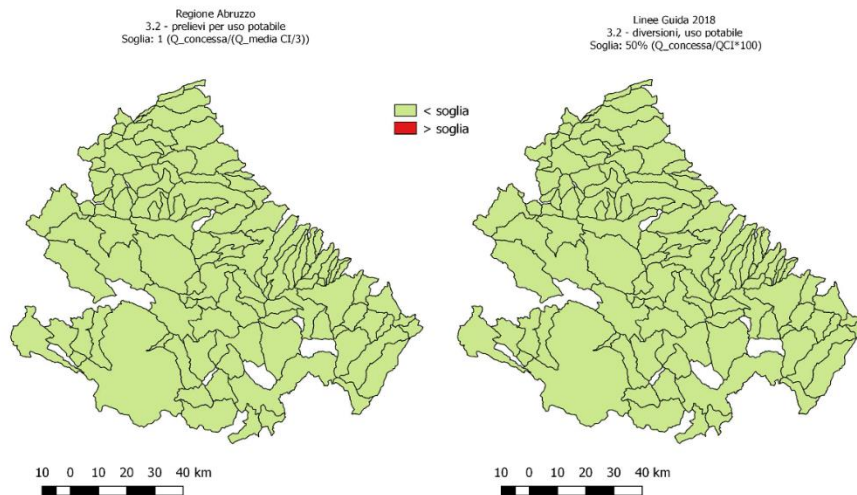 Regione Abruzzo
3.2 - prelievi per uso potabile
Soglia: 1 (Q_concessa/(Q_media CI/3))
Linee Guida 2018
3.2 - diversioni, uso potabile
Soglia: 50% (Q_concessa/QCI*100)
< soglia
> soglia
10 0 10 20 30 40 km
10 0 10 20 30 40 km